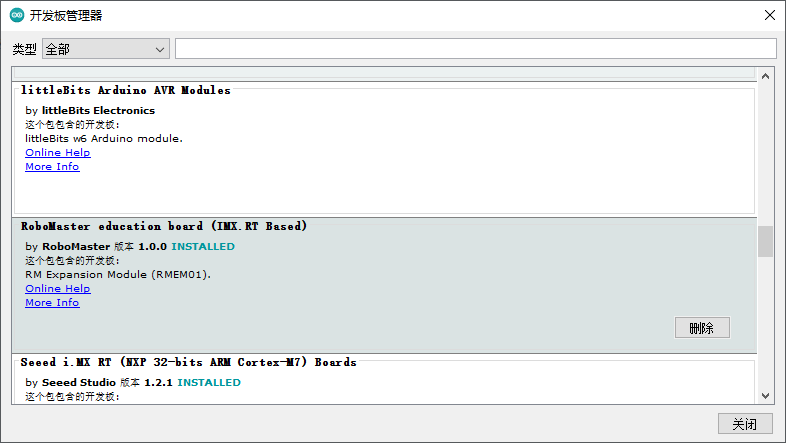 开发板管理器
类型 全部
littleBits Arduino AVR Modules
by littleBits Electronics
这个包包含的开发板：
littleBits w6 Arduino module.
Online Help
More Info
RoboMaster education board (IMX.RT Based)
by RoboMaster 版本 1.0.0 INSTALLED
这个包包含的开发板：
RM Expansion Module (RMEM01).
Online Help
More Info
删除
Seeed i.MX RT (NXP 32-bits ARM Cortex-M7) Boards
by Seeed Studio 版本 1.2.1 INSTALLED
这个包包含的开发板：
关闭